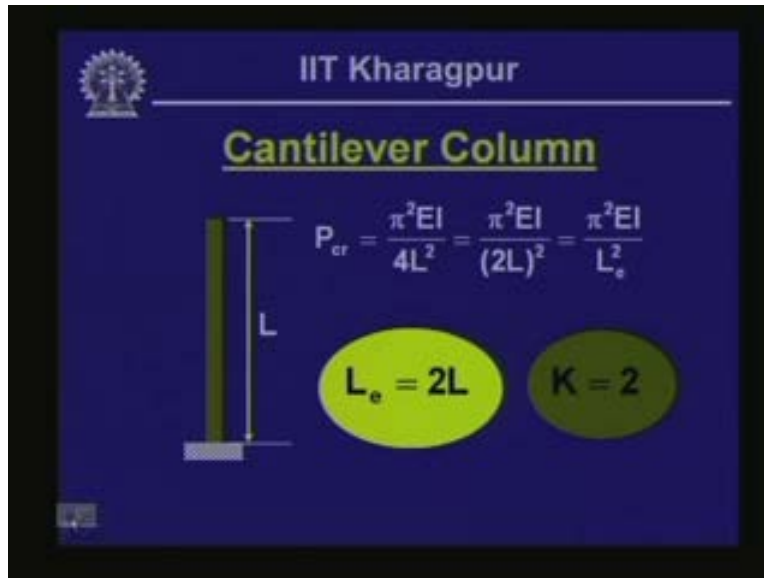 IIT Kharagpur
Cantilever Column
P_cr = π²EI/4L² = π²EI/(2L)² = π²EI/L_e²
L
L_e = 2L
K = 2